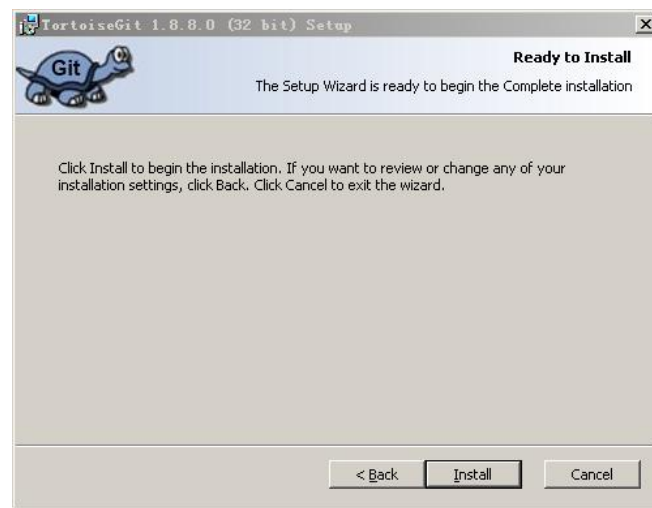 TortoiseGit 1.8.8.0 (32 bit) Setup
Git
Ready to Install
The Setup Wizard is ready to begin the Complete installation
Click Install to begin the installation. If you want to review or change any of your
installation settings, click Back. Click Cancel to exit the wizard.
< Back
Install
Cancel